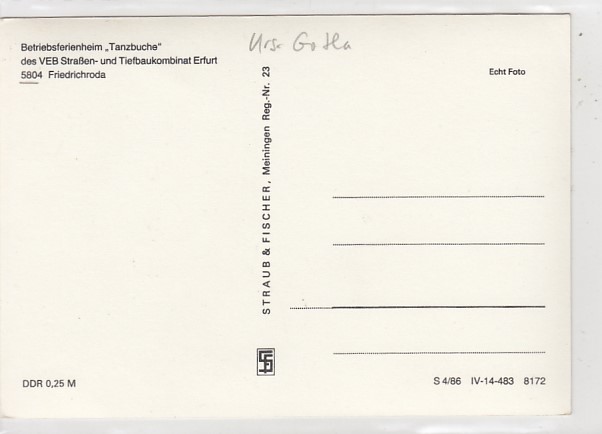 Betriebsferienheim „Tanzbuche"
des VEB Straßen- und Tiefbaukombinat Erfurt
5804 Friedrichroda
Krs. Gotha
Echt Foto
STRAUB & FISCHER, Meiningen Reg.-Nr. 23
DDR 0,25 M
S 4/86 IV-14-483 8172